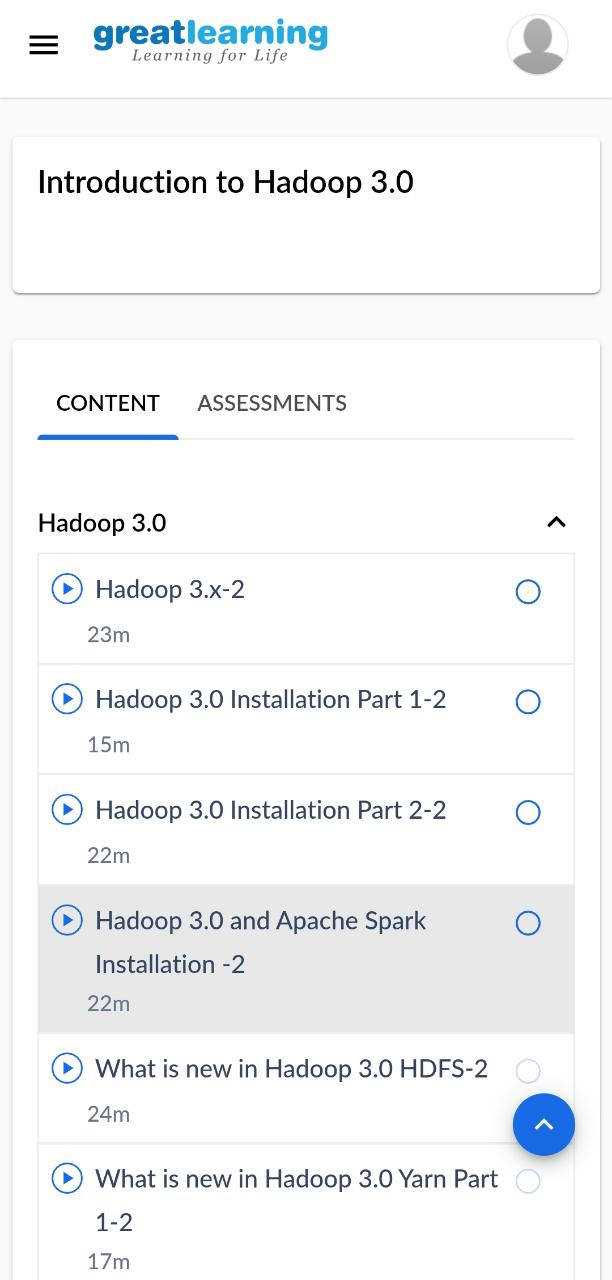 greatlearning
Learning for Life
Introduction to Hadoop 3.0
CONTENT ASSESSMENTS
Hadoop 3.0
Hadoop 3.x-2
23m
Hadoop 3.0 Installation Part 1-2
15m
Hadoop 3.0 Installation Part 2-2
22m
Hadoop 3.0 and Apache Spark
Installation -2
22m
What is new in Hadoop 3.0 HDFS-2
24m
What is new in Hadoop 3.0 Yarn Part
1-2
17m